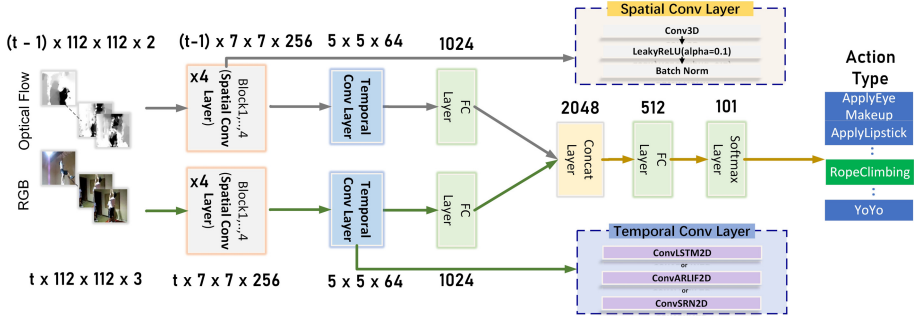 Spatial Conv Layer
Conv3D
LeakyReLU(alpha=0.1)
Batch Norm
(t - 1) x 112 x 112 x 2
(t-1) x 7 x 7 x 256
5 x 5 x 64
1024
Optical Flow
x4
Block1,...,4
(Spatial Conv
Layer)
Temporal
Conv Layer
FC
Layer
RGB
x4
Block1,...,4
(Spatial Conv
Layer)
Temporal
Conv Layer
FC
Layer
t x 112 x 112 x 3
t x 7 x 7 x 256
5 x 5 x 64
1024
2048
Concat
Layer
512
FC
Layer
101
Softmax
Layer
Action
Type
ApplyEye
Makeup
ApplyLipstick
:
RopeClimbing
:
YoYo
Temporal Conv Layer
ConvLSTM2D
or
ConvARLIF2D
or
ConvSRN2D